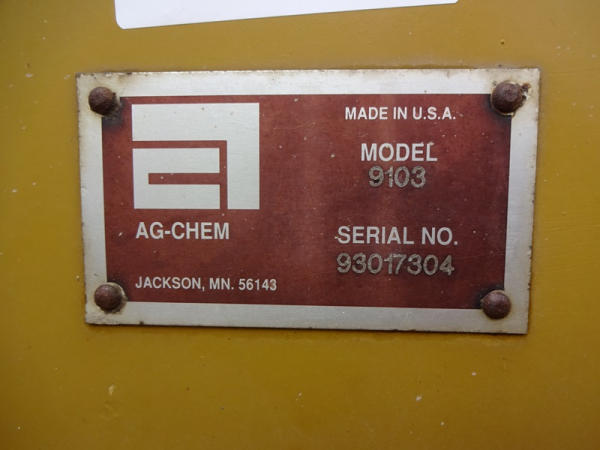 MADE IN U.S.A.
MODEL
9103
AG-CHEM
SERIAL NO.
93017304
JACKSON, MN. 56143